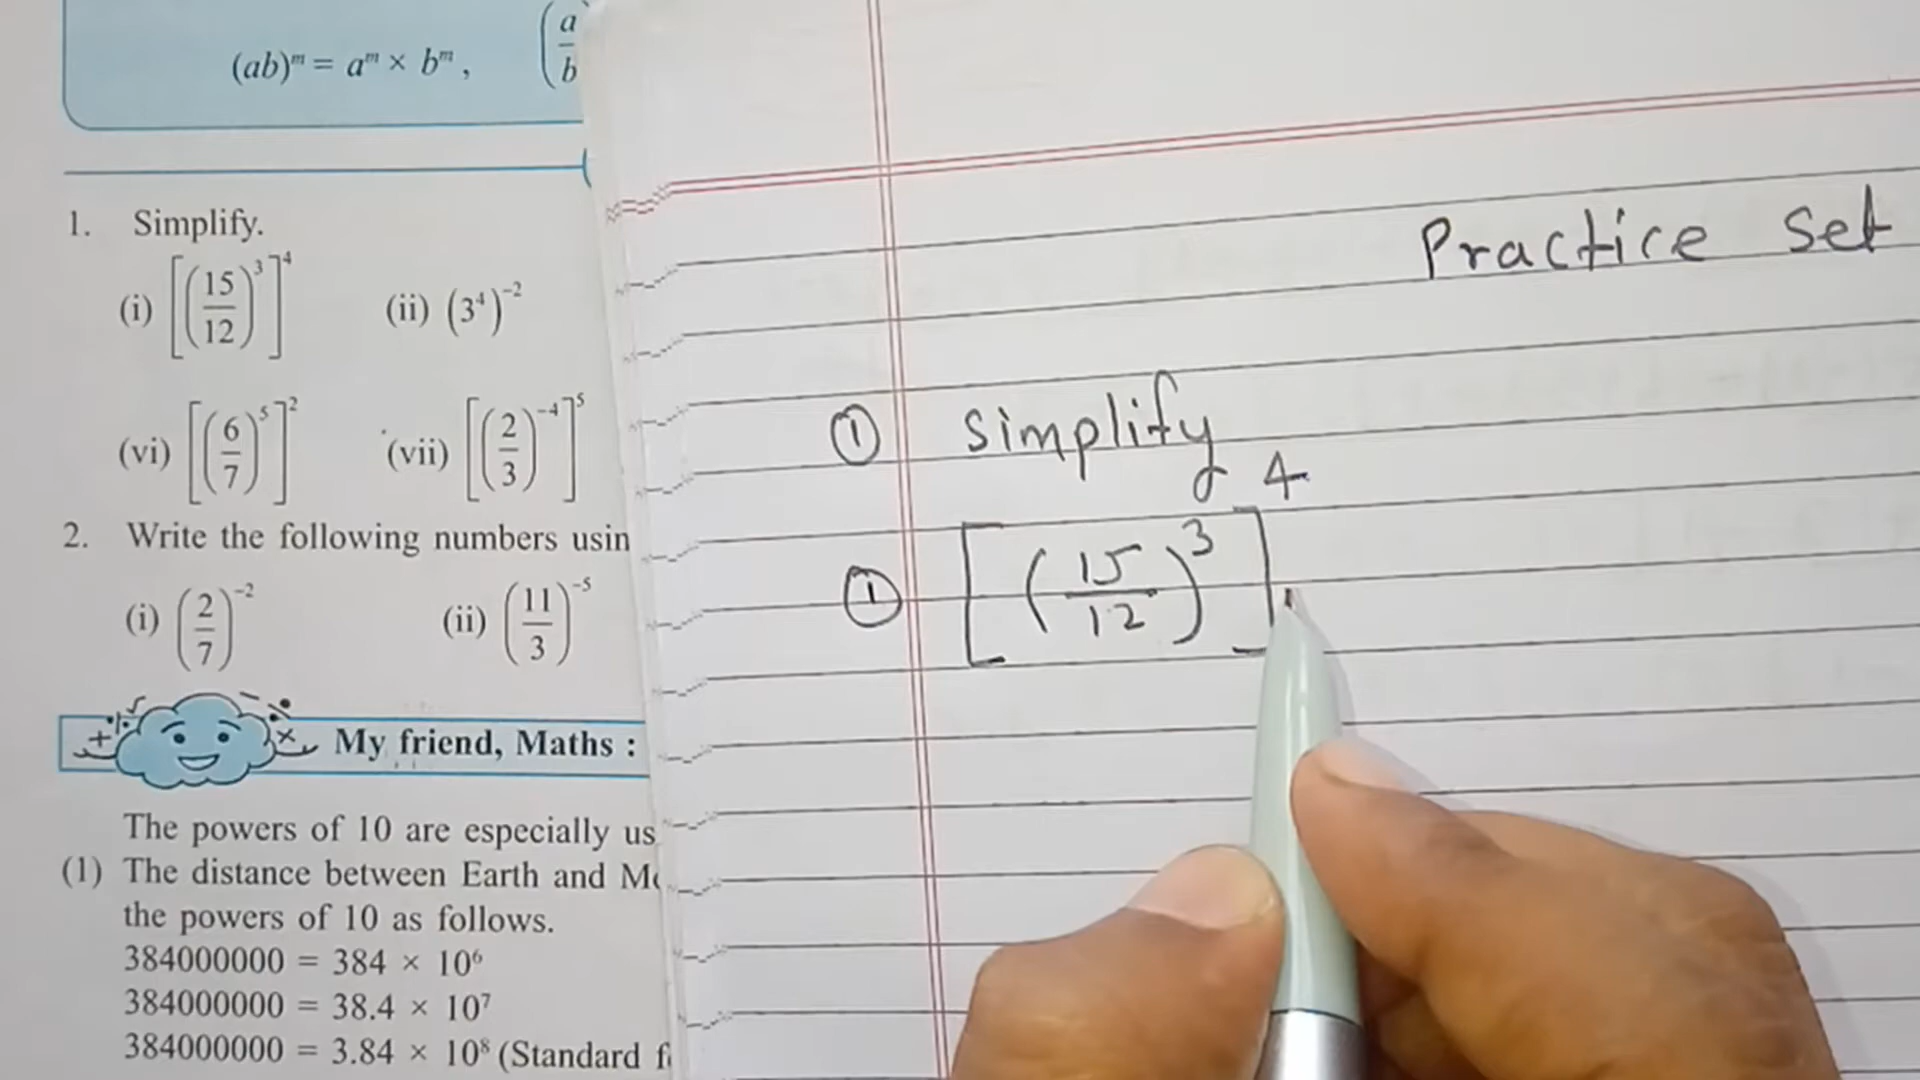 (ab)ᵐ = aᵐ × bᵐ , (a/b
1. Simplify.
(i) [(15/12)³]⁴ (ii) (3⁴)⁻²
(vi) [(6/7)⁵]² (vii) [(2/3)⁻⁴]⁵
2. Write the following numbers usin
(i) (2/7)⁻² (ii) (11/3)⁻⁵
My friend, Maths :
The powers of 10 are especially us
(1) The distance between Earth and M
the powers of 10 as follows.
384000000 = 384 × 10⁶
384000000 = 38.4 × 10⁷
384000000 = 3.84 × 10⁸ (Standard f
Practice Set
① Simplify
① [(15/12)³]⁴